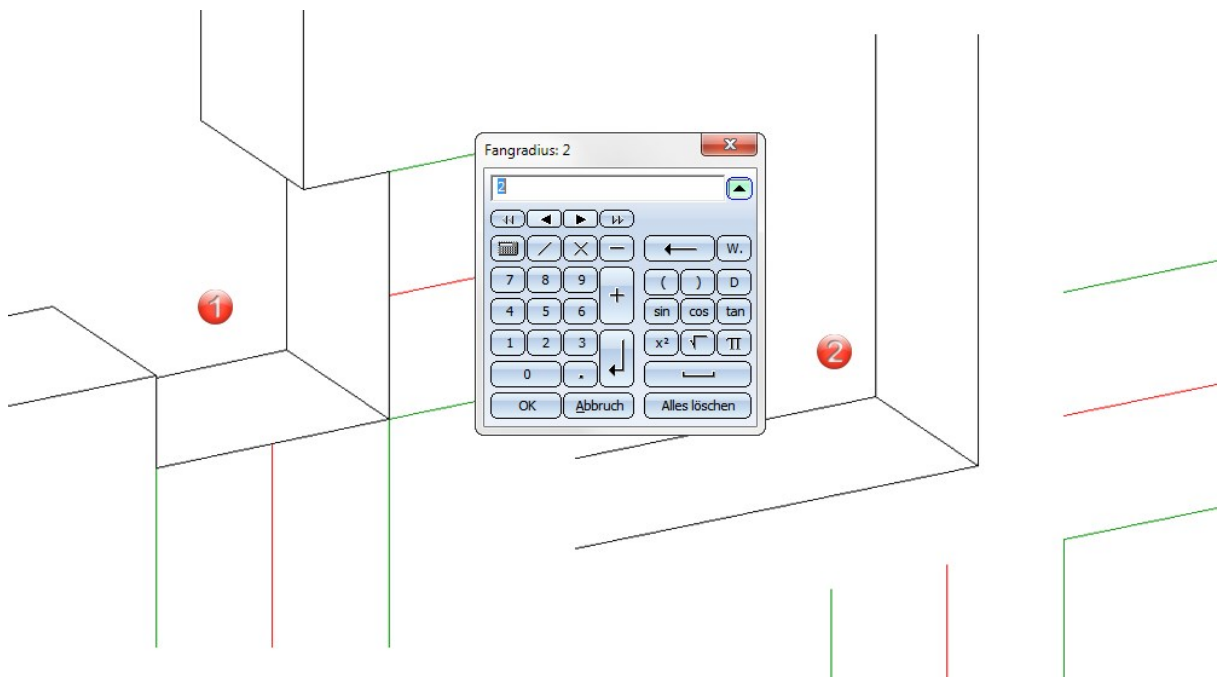 Fangradius: 2
X
2
W.
7 8 9 + ( ) D
4 5 6 sin cos tan
1
1 2 3 x² √ π
2
0 .
OK Abbruch Alles löschen